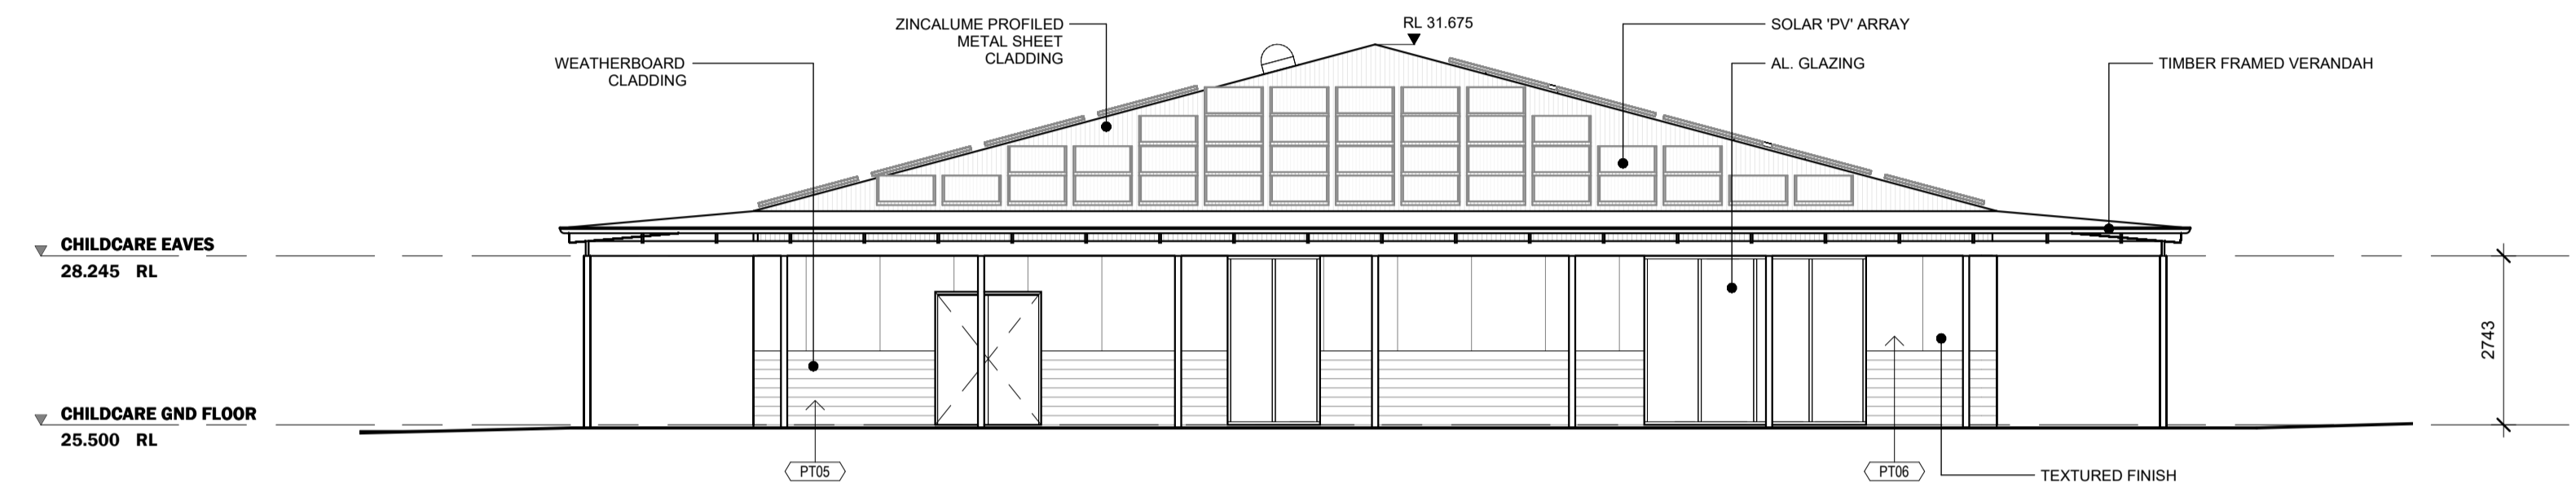 ZINCALUME PROFILED
METAL SHEET
CLADDING
WEATHERBOARD
CLADDING
RL 31.675
SOLAR 'PV' ARRAY
AL. GLAZING
TIMBER FRAMED VERANDAH
CHILDCARE EAVES
28.245 RL
2743
CHILDCARE GND FLOOR
25.500 RL
PT05
PT06
TEXTURED FINISH